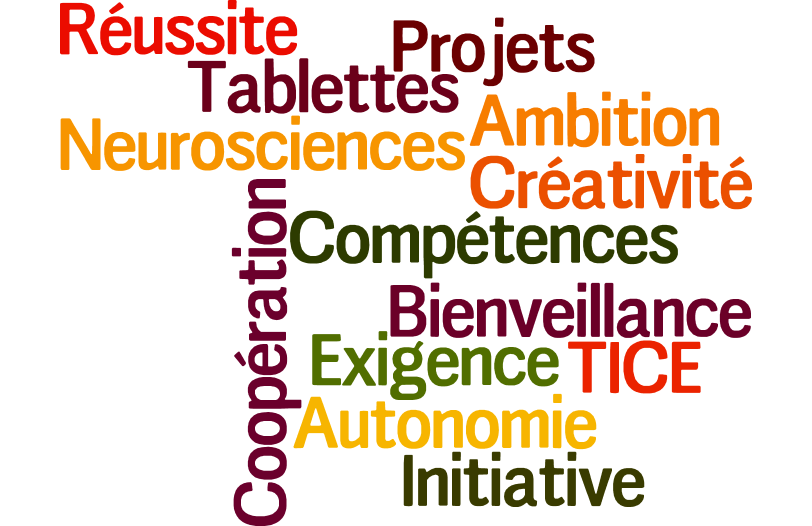 Réussite
Projets
Tablettes
Ambition
Neurosciences
Créativité
Coopération
Compétences
Bienveillance
Exigence
TICE
Autonomie
Initiative